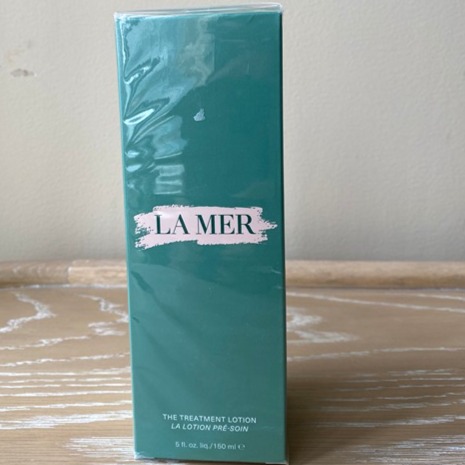 LA MER
THE TREATMENT LOTION
LA LOTION PRÉ-SOIN
5 fl. oz. liq./150 ml e